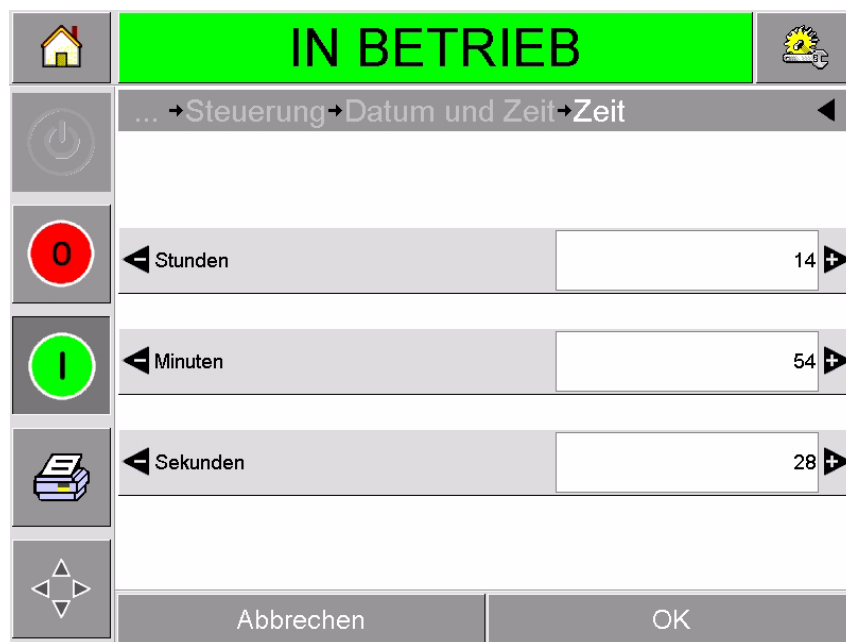 IN BETRIEB
... →Steuerung→Datum und Zeit→Zeit
0
Stunden 14
I
Minuten 54
Sekunden 28
Abbrechen OK